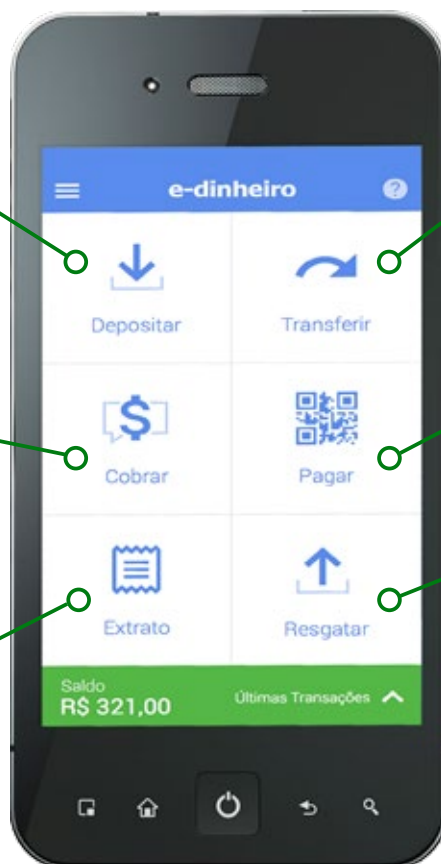 e-dinheiro
Depositar
Transferir
Cobrar
Pagar
Extrato
Resgatar
Saldo
R$ 321,00
Últimas Transações